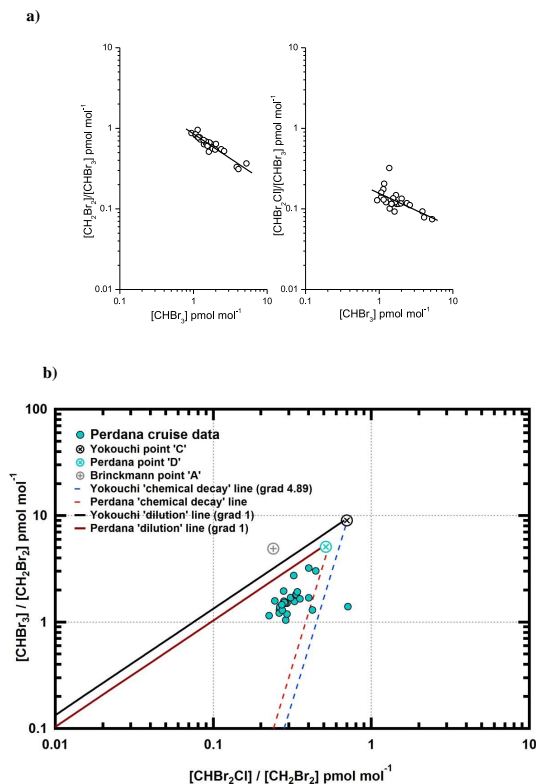 a)
10
1
0.1
0.01
0.1 1 10
[CH2Br2]/[CHBr3] pmol mol-1
[CHBr3] pmol mol-1
10
1
0.1
0.01
0.1 1 10
[CHBr2Cl]/[CHBr3] pmol mol-1
[CHBr3] pmol mol-1
b)
100
10
1
0.1
[CHBr3] / [CH2Br2] pmol mol-1
Perdana cruise data
Yokouchi point 'C'
Perdana point 'D'
Brinckmann point 'A'
Yokouchi 'chemical decay' line (grad 4.89)
Perdana 'chemical decay' line
Yokouchi 'dilution' line (grad 1)
Perdana 'dilution' line (grad 1)
0.01 0.1 1 10
[CHBr2Cl] / [CH2Br2] pmol mol-1